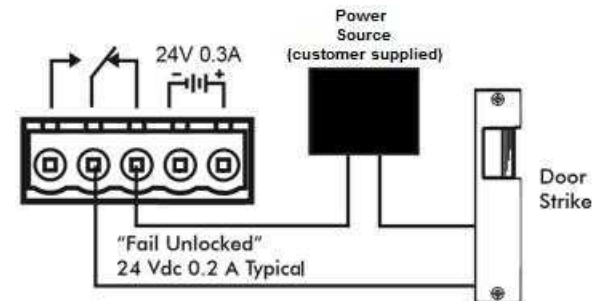 Power
Source
(customer supplied)
24V 0.3A
- +
Door
Strike
"Fail Unlocked"
24 Vdc 0.2 A Typical